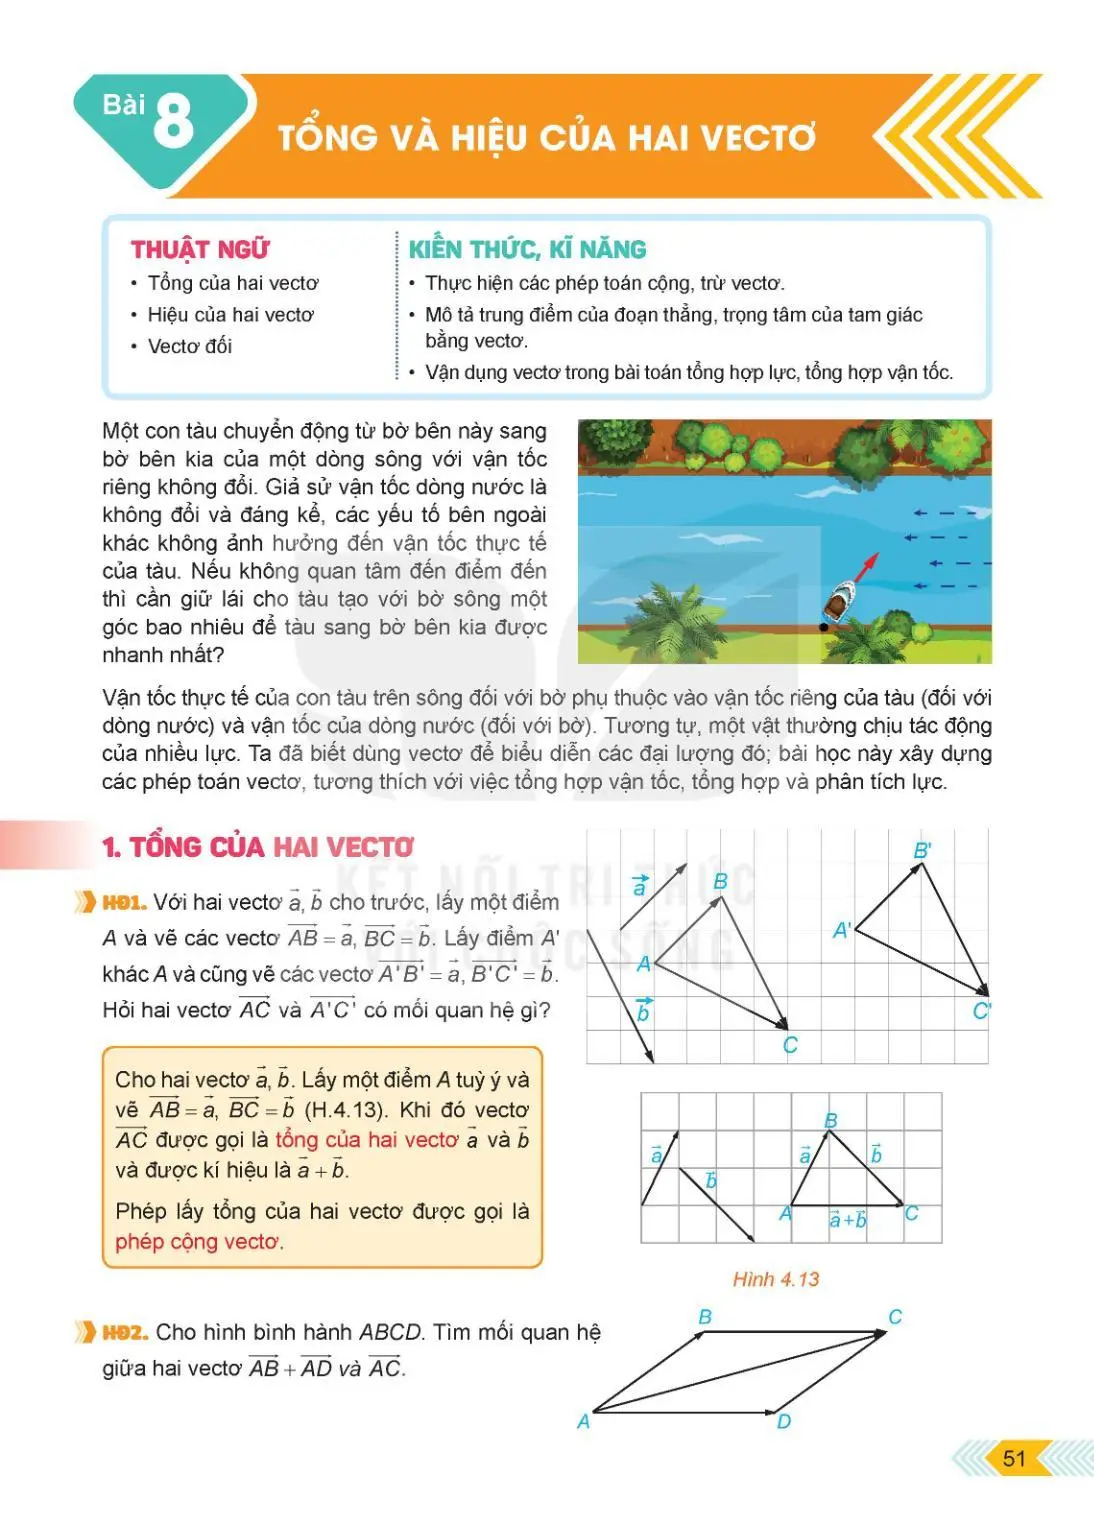 Bài 8
TỔNG VÀ HIỆU CỦA HAI VECTƠ
THUẬT NGỮ
• Tổng của hai vectơ
• Hiệu của hai vectơ
• Vectơ đối
KIẾN THỨC, KĨ NĂNG
• Thực hiện các phép toán cộng, trừ vectơ.
• Mô tả trung điểm của đoạn thẳng, trọng tâm của tam giác
bằng vectơ.
• Vận dụng vectơ trong bài toán tổng hợp lực, tổng hợp vận tốc.
Một con tàu chuyển động từ bờ bên này sang
bờ bên kia của một dòng sông với vận tốc
riêng không đổi. Giả sử vận tốc dòng nước là
không đổi và đáng kể, các yếu tố bên ngoài
khác không ảnh hưởng đến vận tốc thực tế
của tàu. Nếu không quan tâm đến điểm đến
thì cần giữ lái cho tàu tạo với bờ sông một
góc bao nhiêu để tàu sang bờ bên kia được
nhanh nhất?
Vận tốc thực tế của con tàu trên sông đối với bờ phụ thuộc vào vận tốc riêng của tàu (đối với
dòng nước) và vận tốc của dòng nước (đối với bờ). Tương tự, một vật thường chịu tác động
của nhiều lực. Ta đã biết dùng vectơ để biểu diễn các đại lượng đó; bài học này xây dựng
các phép toán vectơ, tương thích với việc tổng hợp vận tốc, tổng hợp và phân tích lực.
KẾT NỐI TRI THỨC
VỚI CUỘC SỐNG
1. TỔNG CỦA HAI VECTƠ
HĐ1. Với hai vectơ a⃗, b⃗ cho trước, lấy một điểm
A và vẽ các vectơ A͞B⃗ = a⃗, B͞C⃗ = b⃗. Lấy điểm A'
khác A và cũng vẽ các vectơ A'B'⃗ = a⃗, B'C'⃗ = b⃗.
Hỏi hai vectơ AC⃗ và A'C'⃗ có mối quan hệ gì?
a⃗
B
A
b⃗
C
B'
A'
C'
Cho hai vectơ a⃗, b⃗. Lấy một điểm A tuỳ ý và
vẽ AB⃗ = a⃗, BC⃗ = b⃗ (H.4.13). Khi đó vectơ
AC⃗ được gọi là tổng của hai vectơ a⃗ và b⃗
và được kí hiệu là a⃗ + b⃗.
Phép lấy tổng của hai vectơ được gọi là
phép cộng vectơ.
a⃗
b⃗
B
a⃗
b⃗
A
a⃗+b⃗
C
Hình 4.13
HĐ2. Cho hình bình hành ABCD. Tìm mối quan hệ
giữa hai vectơ AB⃗ + AD⃗ và AC⃗.
B
C
A
D
51